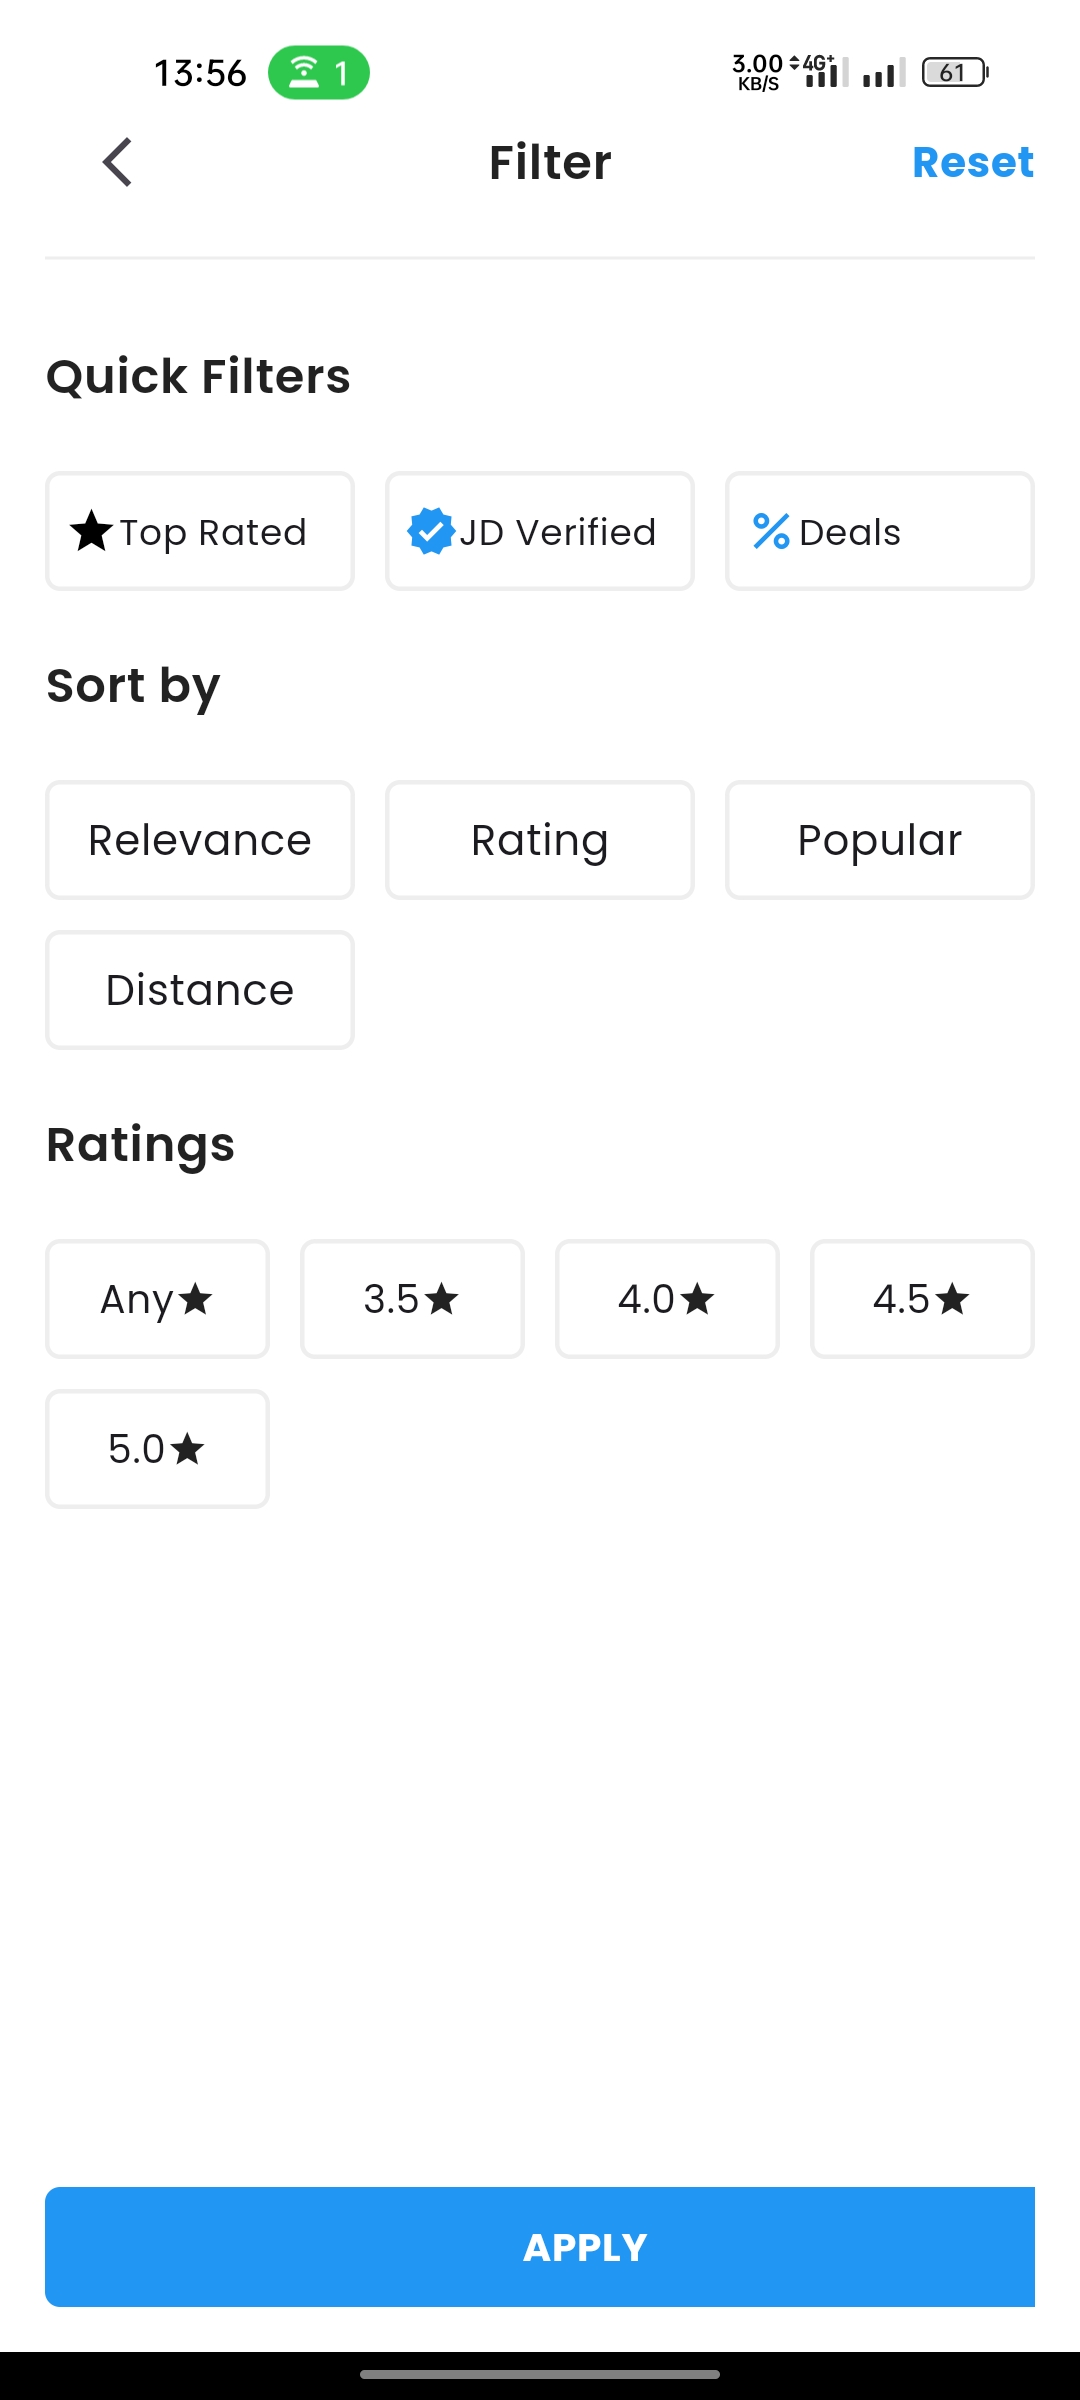 13:56 1 3.00 KB/S 4G+ 61
Filter Reset
Quick Filters
Top Rated JD Verified Deals
Sort by
Relevance Rating Popular
Distance
Ratings
Any★ 3.5★ 4.0★ 4.5★
5.0★
APPLY